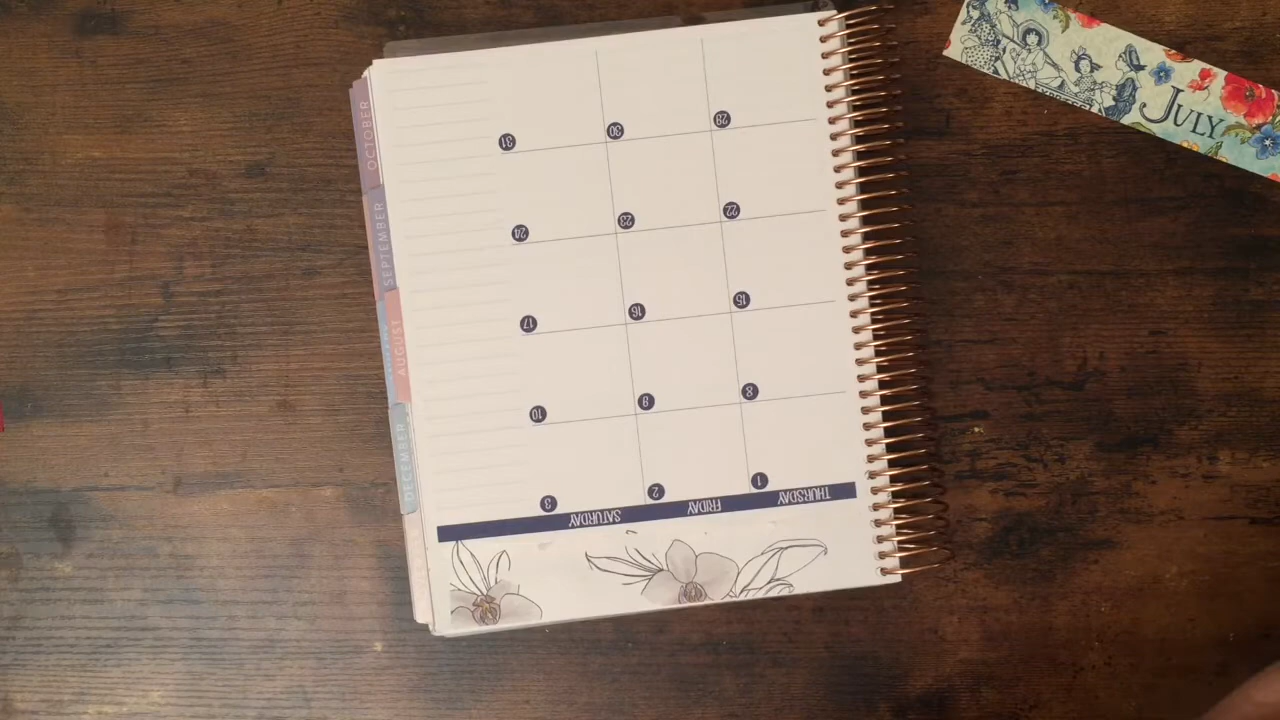 THURSDAY FRIDAY SATURDAY
1 2 3
8 9 10
15 16 17
22 23 24
29 30 31
OCTOBER
SEPTEMBER
AUGUST
DECEMBER
JULY